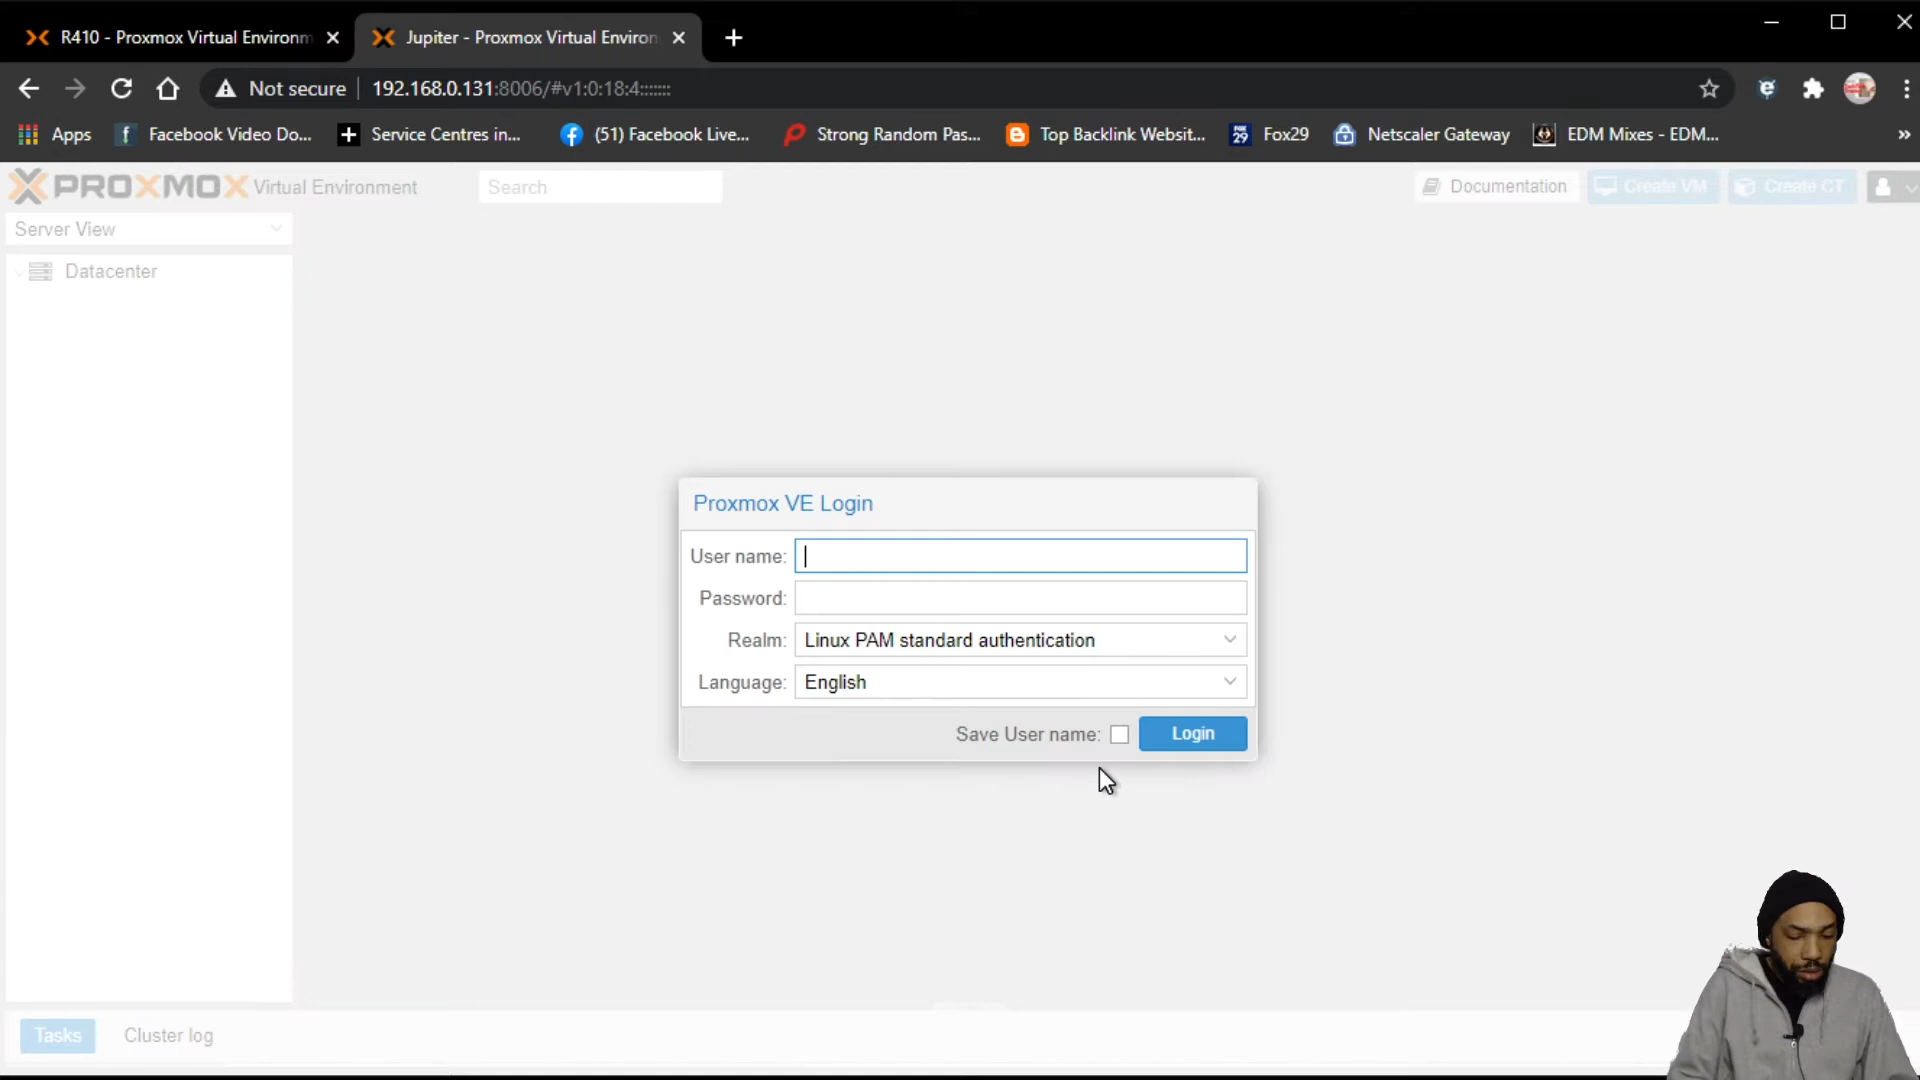 R410 - Proxmox Virtual Environm
Jupiter - Proxmox Virtual Environ
Not secure
192.168.0.131:8006/#v1:0:18:4:::::::
Apps
Facebook Video Do...
Service Centres in...
(51) Facebook Live...
Strong Random Pas...
Top Backlink Websit...
FOX 29 Fox29
Netscaler Gateway
EDM Mixes - EDM...
»
PROXMOX Virtual Environment
Search
Documentation
Create VM
Create CT
Server View
Datacenter
Proxmox VE Login
User name:
Password:
Realm: Linux PAM standard authentication
Language: English
Save User name:
Login
Tasks
Cluster log